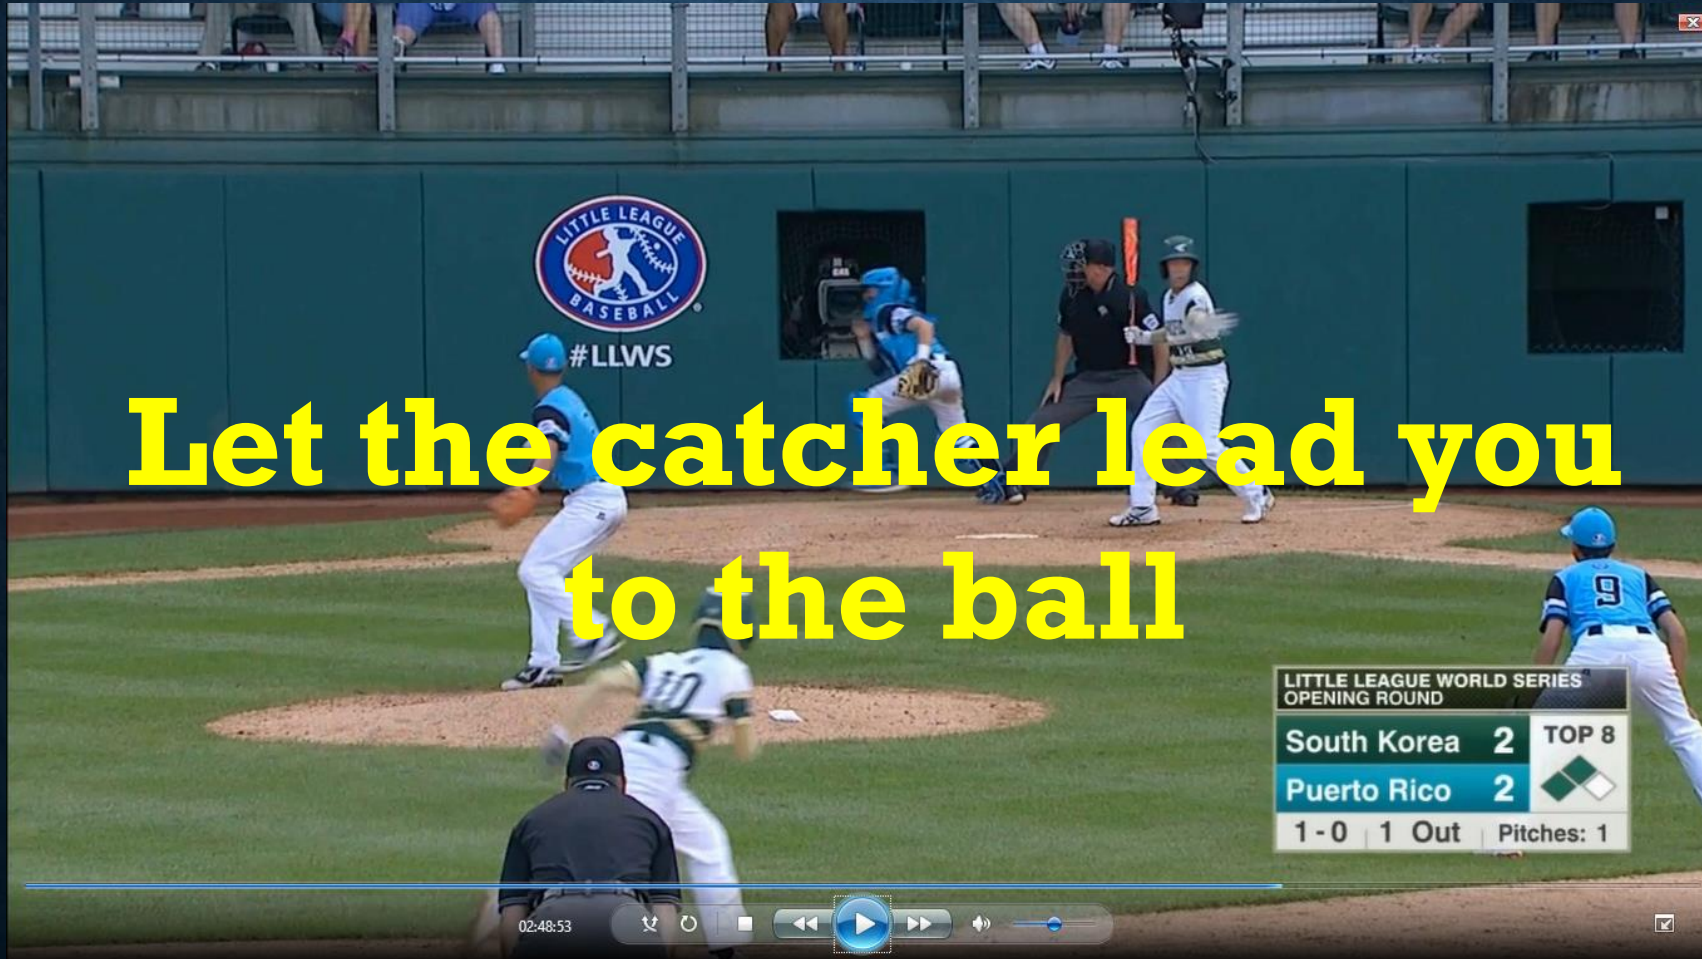 LITTLE LEAGUE
BASEBALL
#LLWS
Let the catcher lead you
to the ball
9
10
LITTLE LEAGUE WORLD SERIES
OPENING ROUND
South Korea 2 TOP 8
Puerto Rico 2
1 - 0 1 Out Pitches: 1
02:48:53